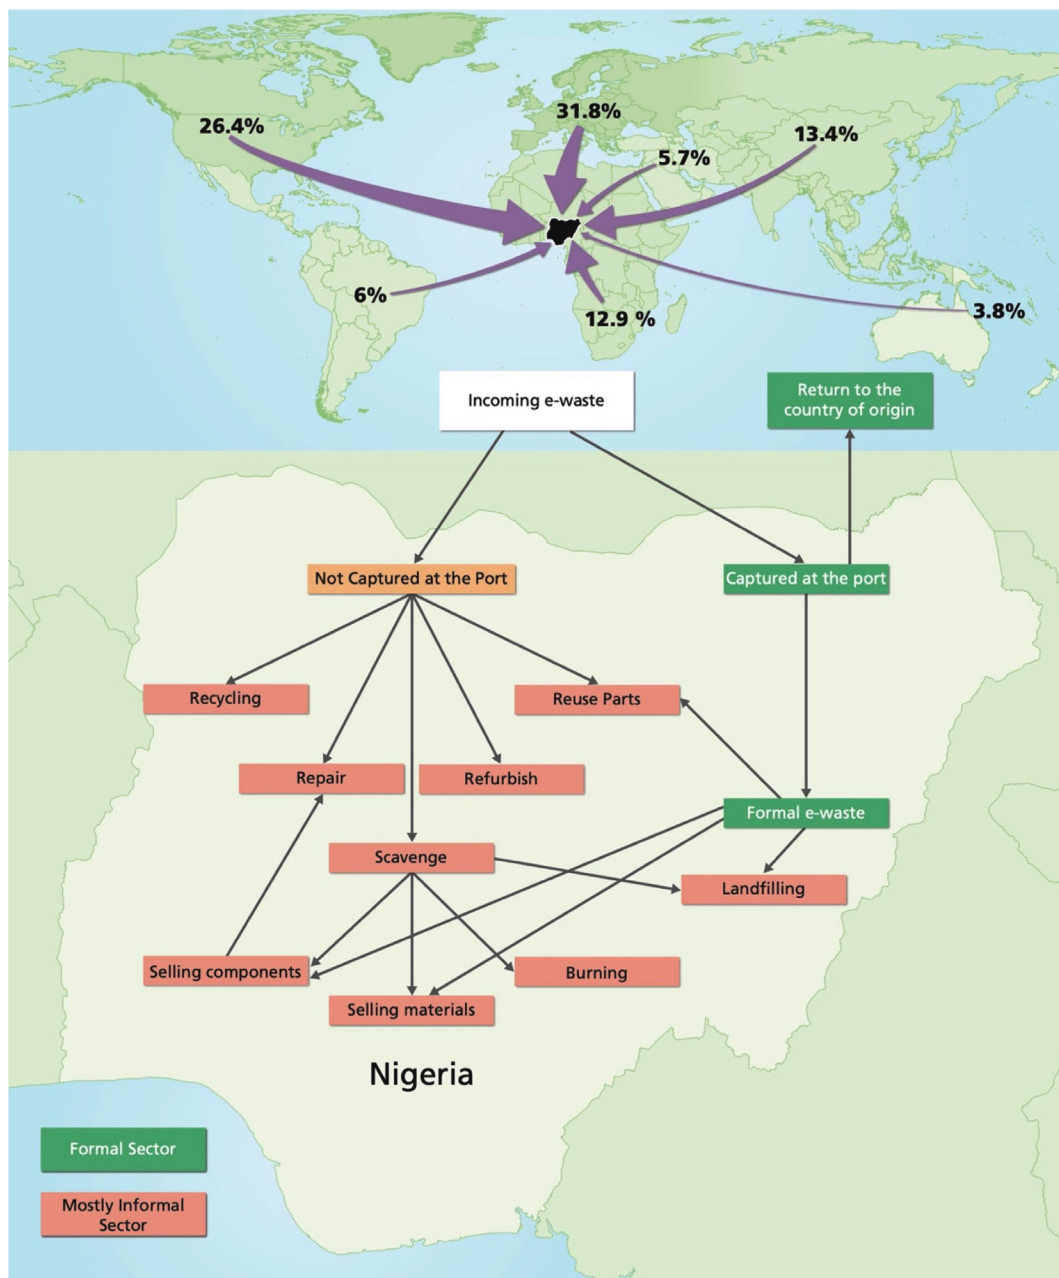 31.8%
26.4%
13.4%
5.7%
6%
12.9 %
3.8%
Incoming e-waste
Return to the
country of origin
Not Captured at the Port
Captured at the port
Recycling
Reuse Parts
Repair
Refurbish
Formal e-waste
Scavenge
Landfilling
Selling components
Burning
Selling materials
Nigeria
Formal Sector
Mostly Informal
Sector